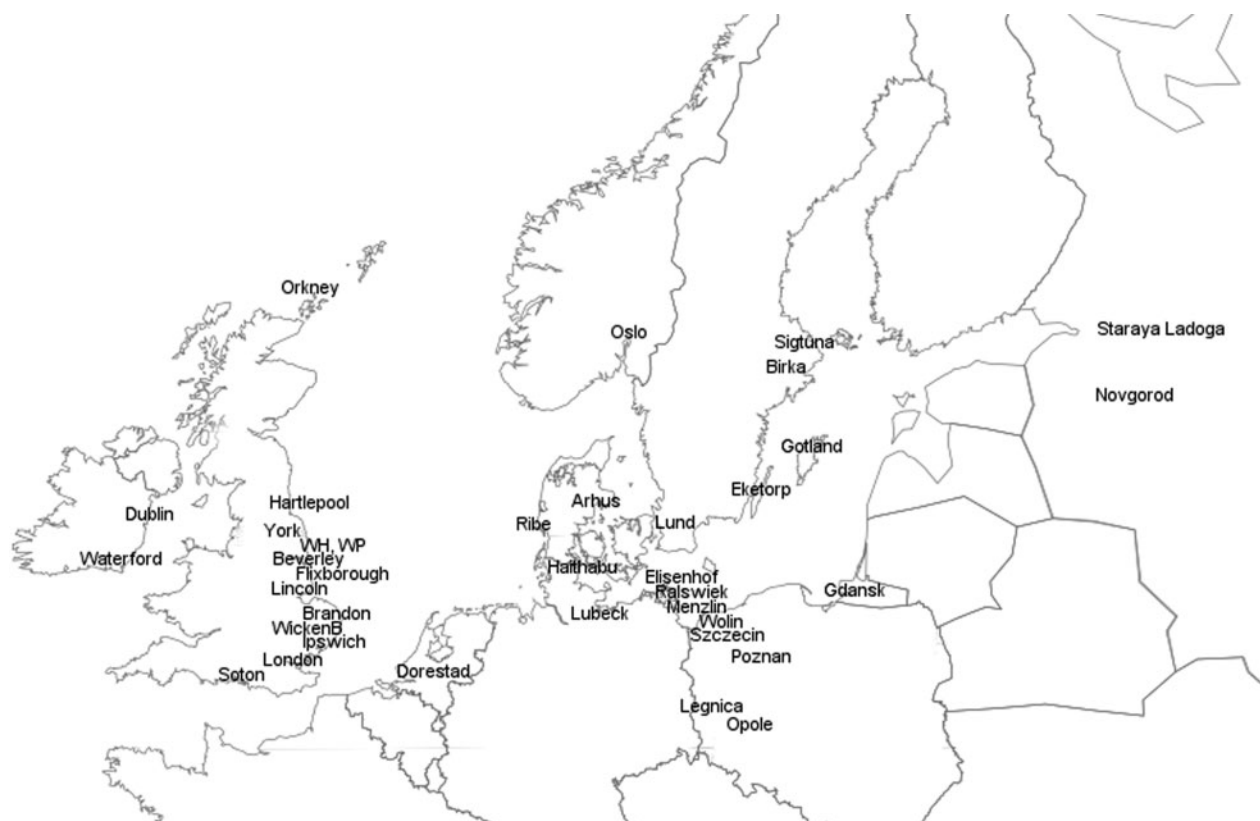 Orkney
Oslo
Staraya Ladoga
Sigtuna
Birka
Novgorod
Gotland
Eketorp
Hartlepool
Arhus
Dublin
Ribe
Lund
York
WH, WP
Waterford
Beverley
Haithabu
Flixborough
Elisenhof
Lincoln
Ralswiek
Gdansk
Menzlin
Brandon
Lubeck
Wolin
WickenB
Szczecin
Ipswich
Poznan
London
Dorestad
Soton
Legnica
Opole